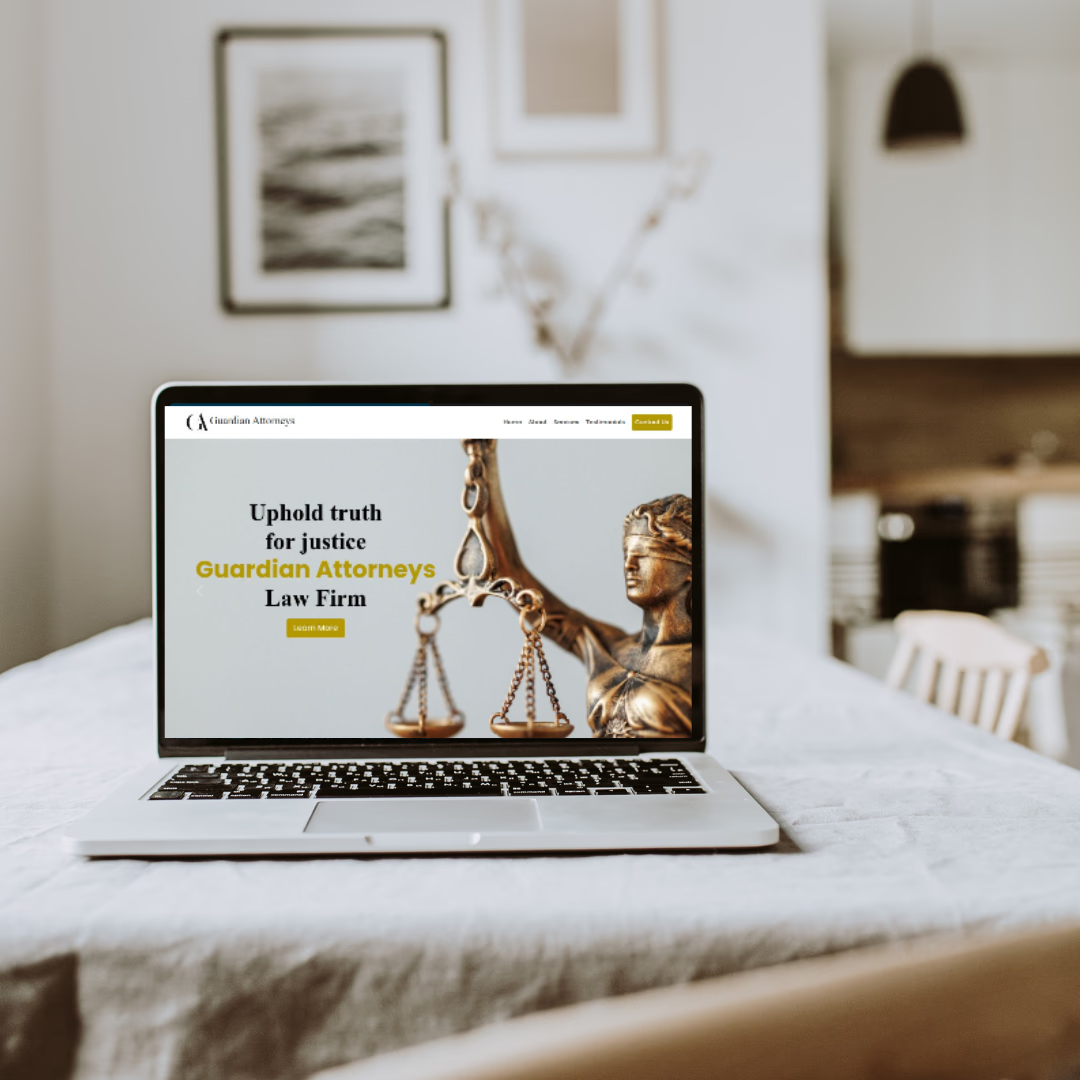 GA Guardian Attorneys
Home About Services Testimonials Contact Us
Uphold truth
for justice
Guardian Attorneys
Law Firm
Learn More